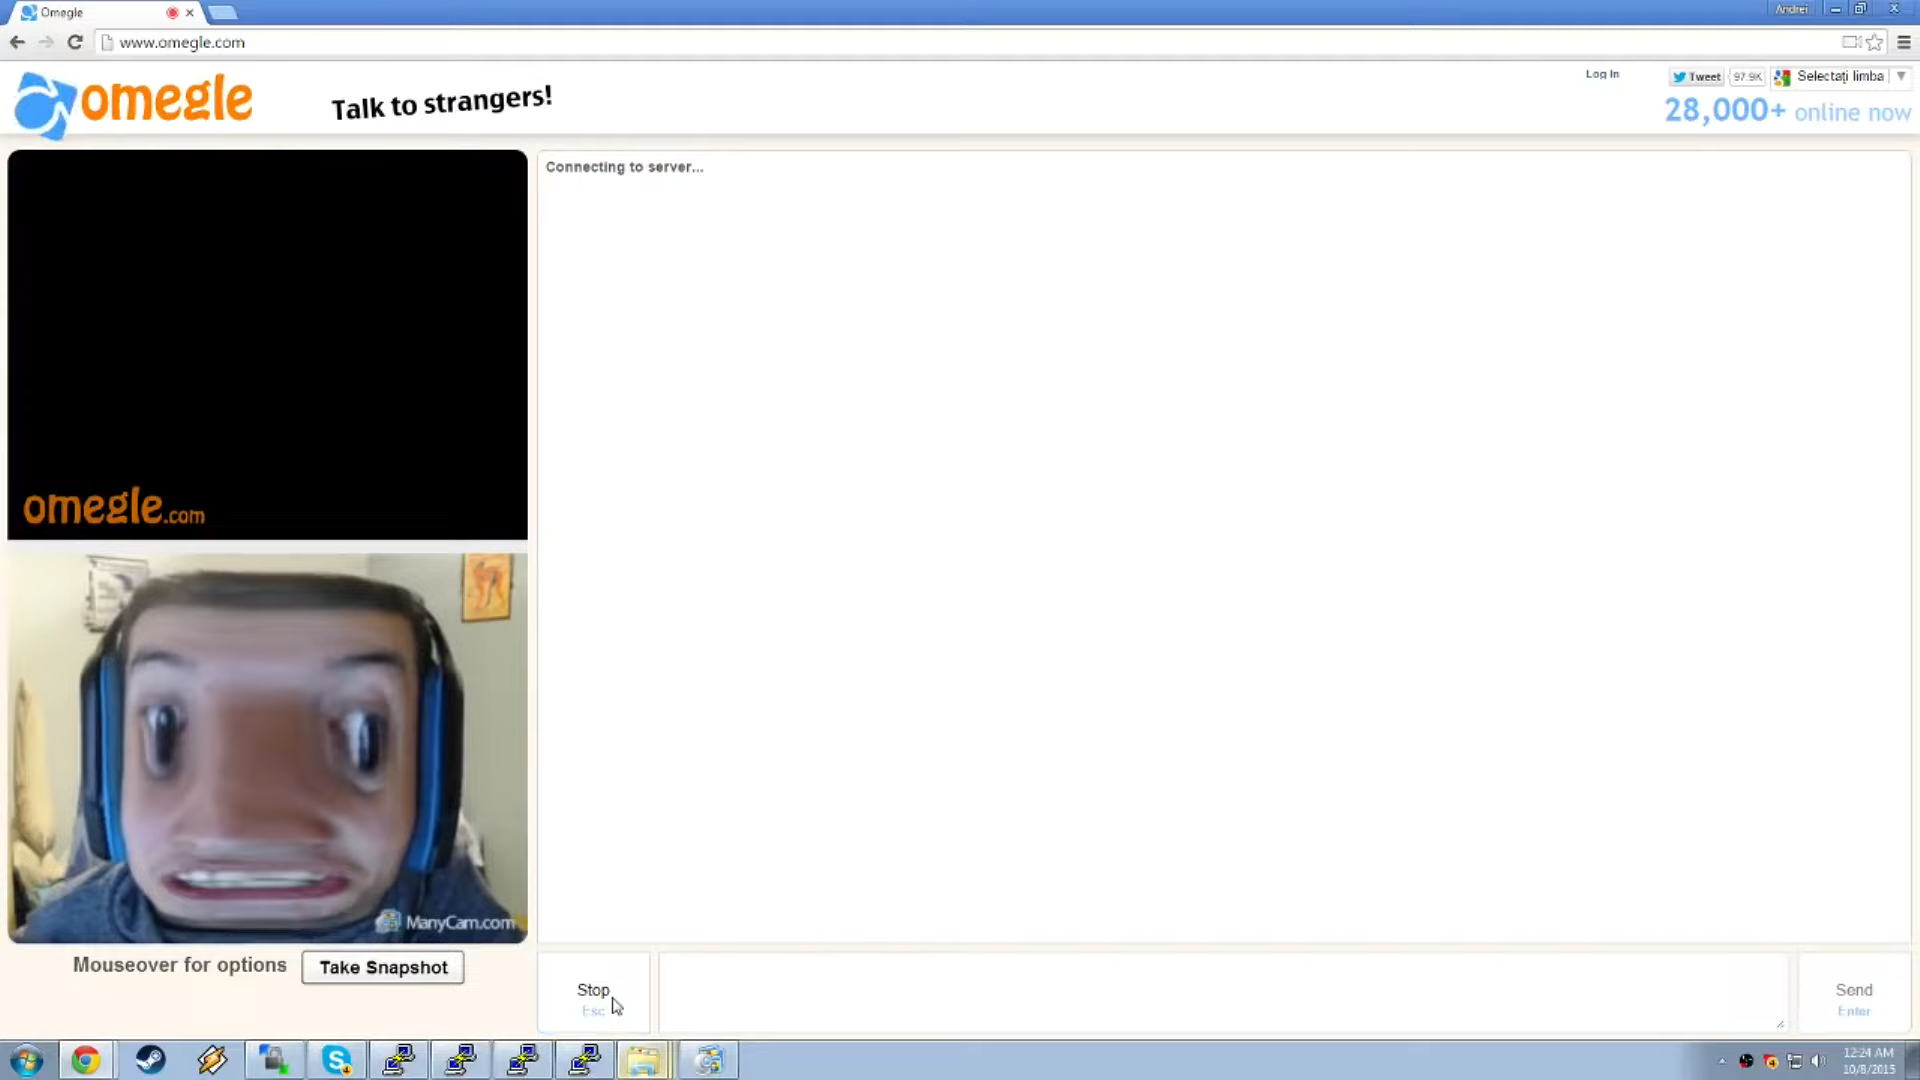 Omegle
Andrei
www.omegle.com
omegle
Talk to strangers!
Log In
Tweet
97.9K
Selectați limba
28,000+ online now
Connecting to server...
omegle.com
ManyCam.com
Mouseover for options
Take Snapshot
Stop
Esc
Send
Enter
12:24 AM
10/8/2015